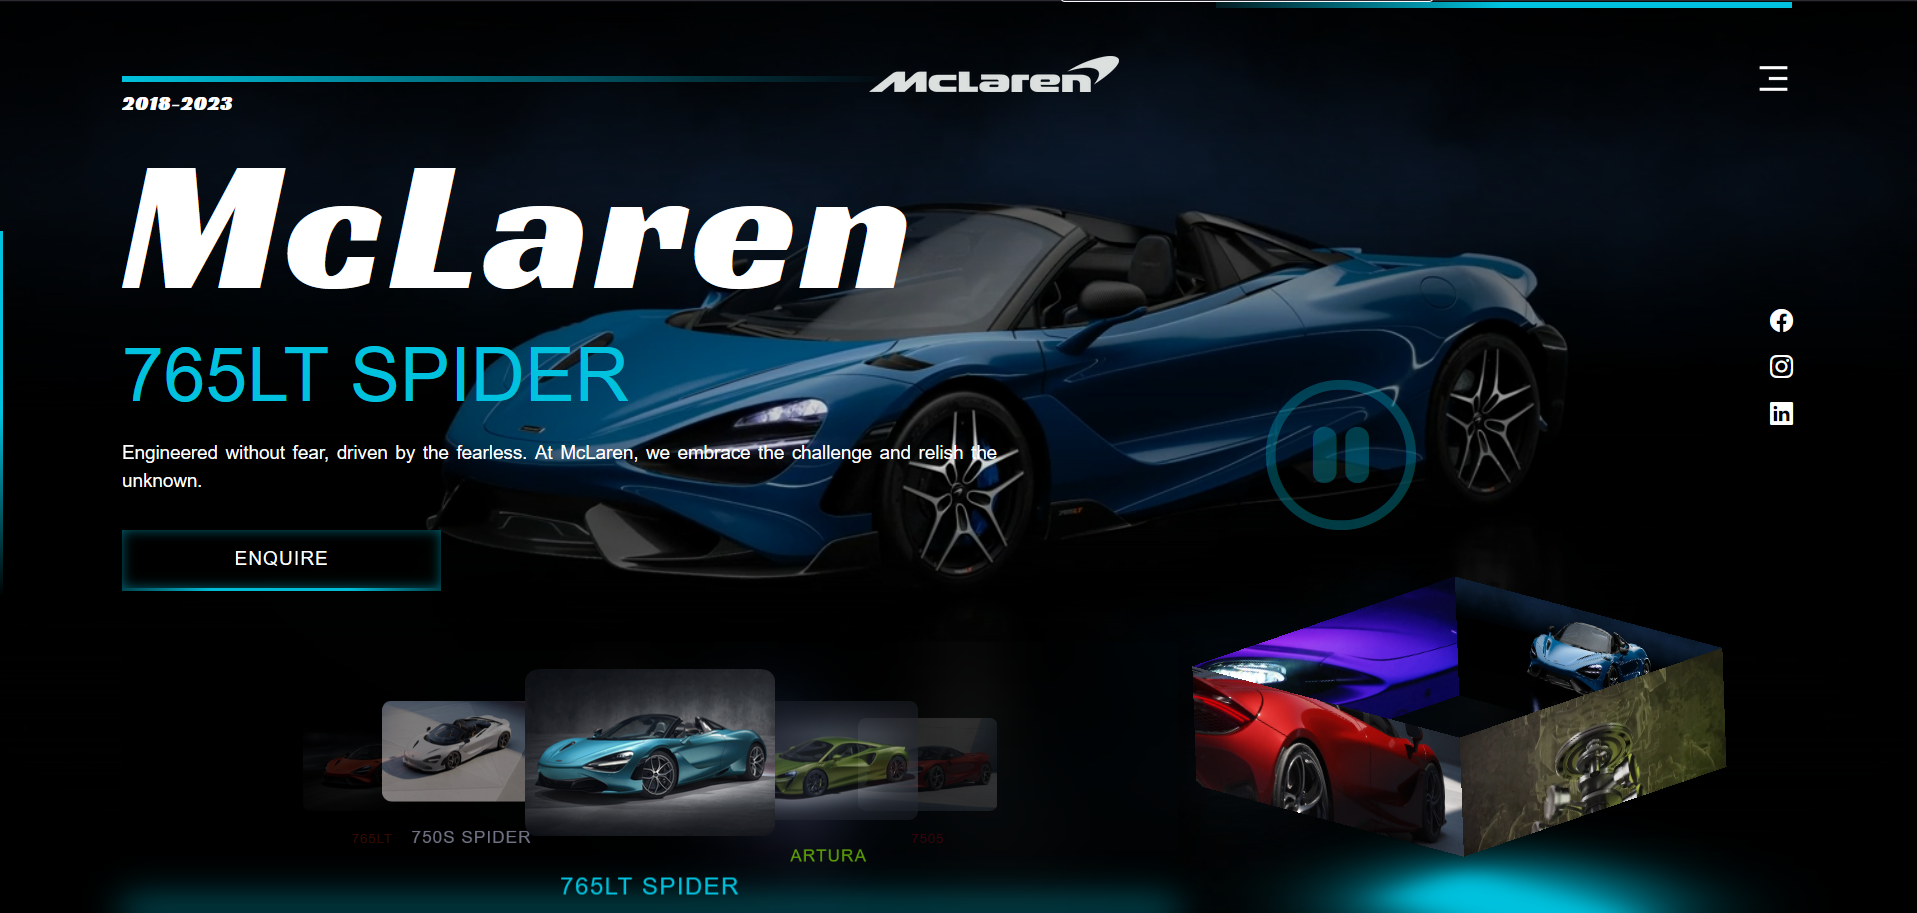 McLaren
2018-2023
McLaren
765LT SPIDER
Engineered without fear, driven by the fearless. At McLaren, we embrace the challenge and relish the
unknown.
ENQUIRE
765LT
750S SPIDER
750S
ARTURA
765LT SPIDER